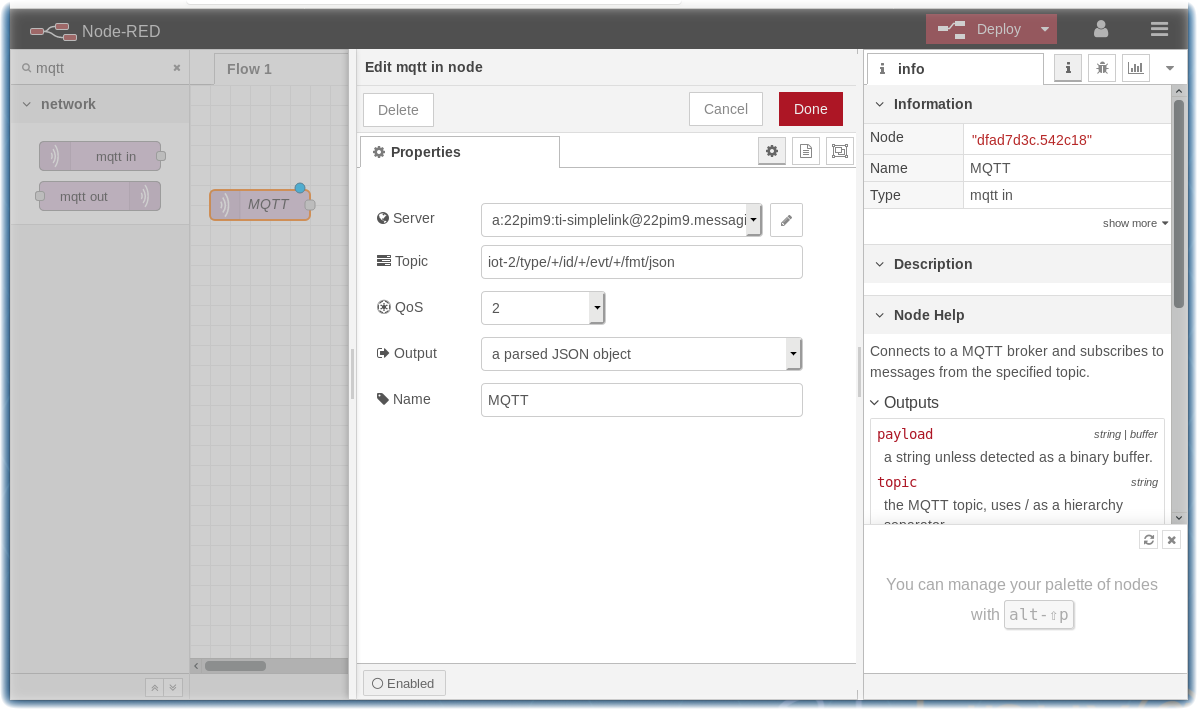 Node-RED
Deploy
mqtt
network
mqtt in
mqtt out
Flow 1
MQTT
Edit mqtt in node
Delete
Cancel
Done
Properties
Server
a:22pim9:ti-simplelink@22pim9.messagi
Topic
iot-2/type/+/id/+/evt/+/fmt/json
QoS
2
Output
a parsed JSON object
Name
MQTT
Enabled
info
Information
Node "dfad7d3c.542c18"
Name MQTT
Type mqtt in
show more
Description
Node Help
Connects to a MQTT broker and subscribes to
messages from the specified topic.
Outputs
payload string | buffer
a string unless detected as a binary buffer.
topic string
the MQTT topic, uses / as a hierarchy
separator
You can manage your palette of nodes
with alt-⇧p